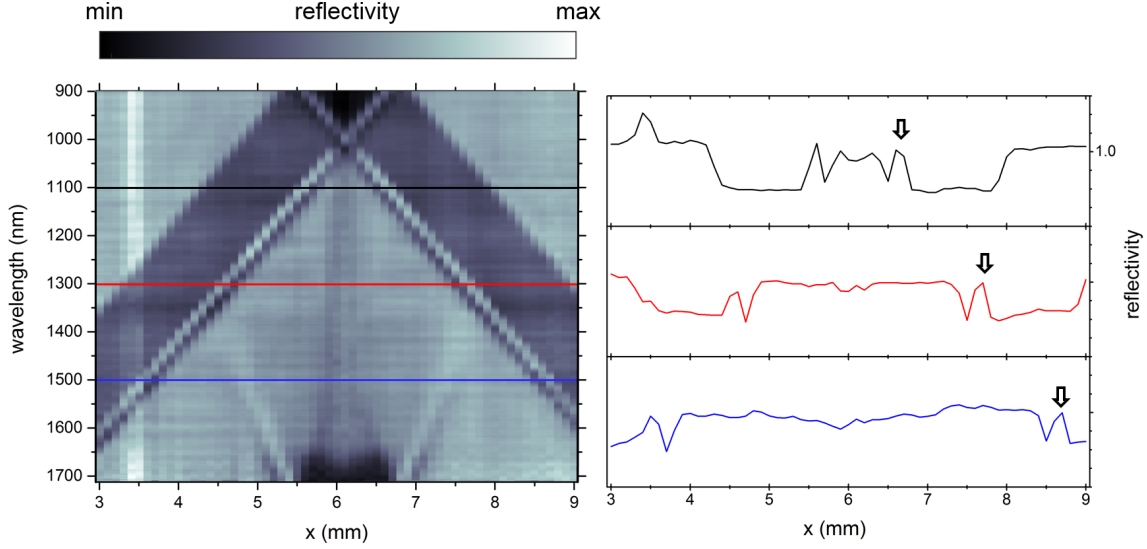 min reflectivity max
900
1000
1100
1200
1300
1400
1500
1600
1700
wavelength (nm)
3 4 5 6 7 8 9
x (mm)
1.0
reflectivity
3 4 5 6 7 8 9
x (mm)